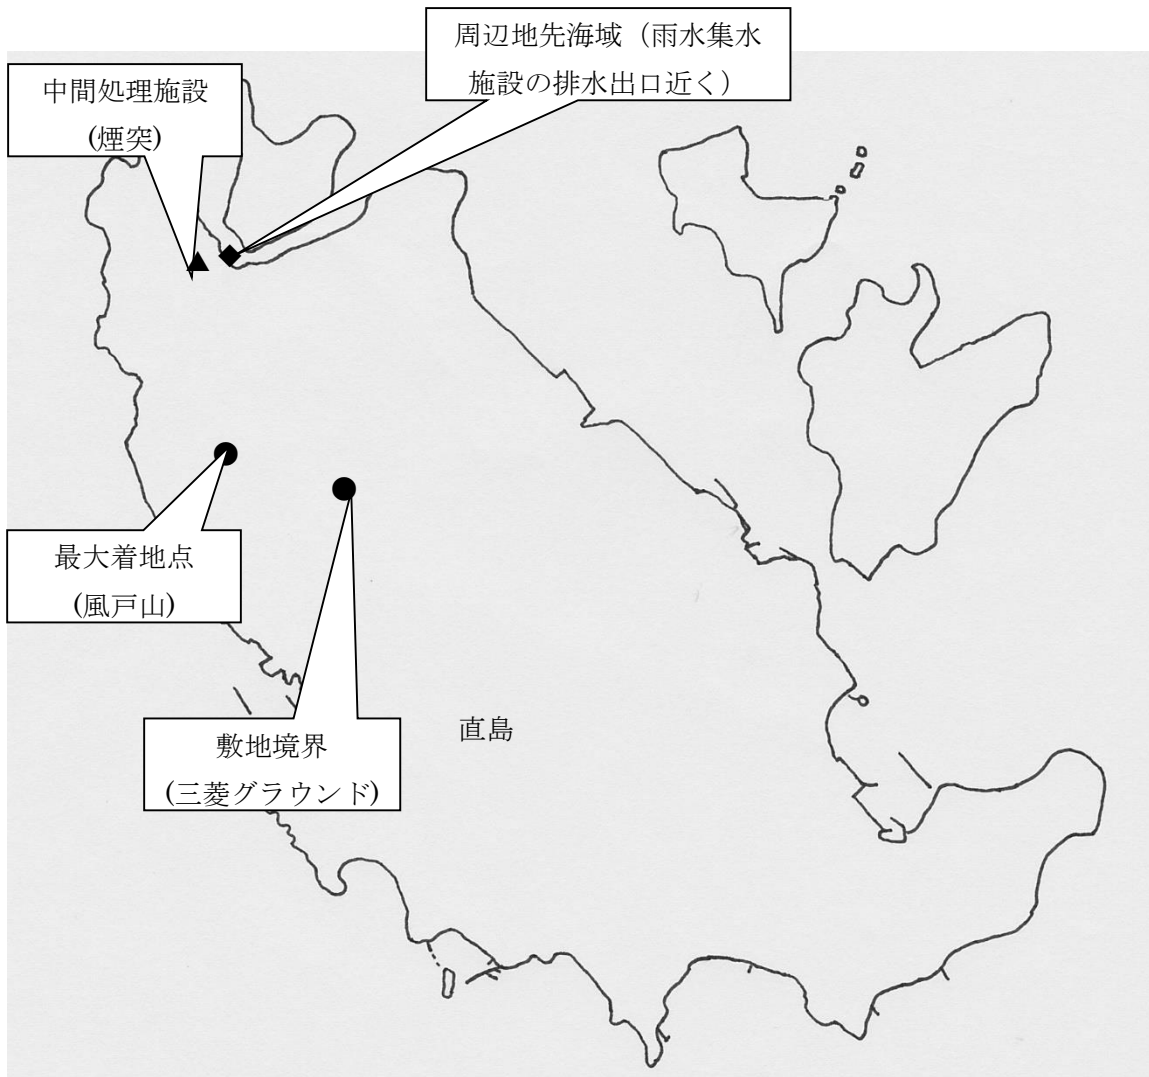 周辺地先海域（雨水集水
施設の排水出口近く）
中間処理施設
(煙突)
最大着地点
(風戸山)
敷地境界
(三菱グラウンド)
直島